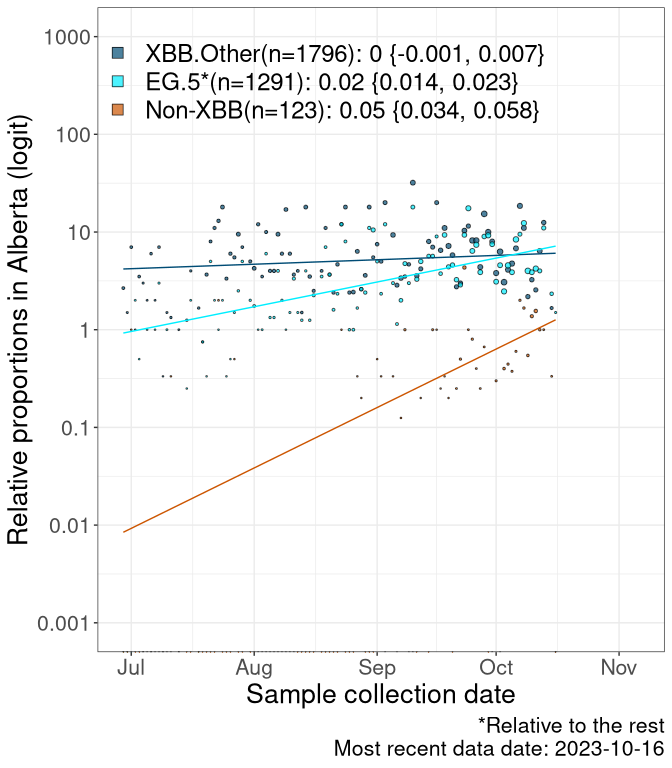 1000
100
10
1
0.1
0.01
0.001
Relative proportions in Alberta (logit)
XBB.Other(n=1796): 0 {-0.001, 0.007}
EG.5*(n=1291): 0.02 {0.014, 0.023}
Non-XBB(n=123): 0.05 {0.034, 0.058}
Jul Aug Sep Oct Nov
Sample collection date
*Relative to the rest
Most recent data date: 2023-10-16